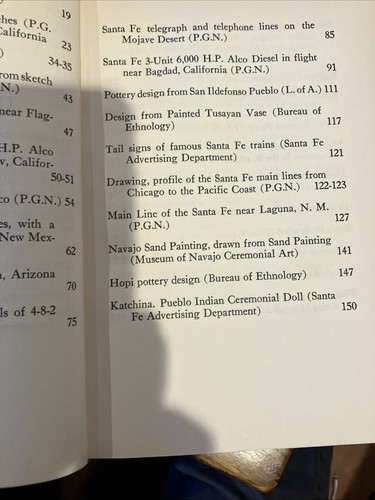 19
ches (P.G.
California
23
34-35
rom sketch
.N.)
43
near Flag-
47
H.P. Alco
w, Califor-
50-51
co (P.G.N.) 54
es, with a
New Mex-
62
, Arizona
70
ls of 4-8-2
75
Santa Fe telegraph and telephone lines on the
Mojave Desert (P.G.N.) 85
Santa Fe 3-Unit 6,000 H.P. Alco Diesel in flight
near Bagdad, California (P.G.N.) 91
Pottery design from San Ildefonso Pueblo (L. of A.) 111
Design from Painted Tusayan Vase (Bureau of
Ethnology) 117
Tail signs of famous Santa Fe trains (Santa Fe
Advertising Department) 121
Drawing, profile of the Santa Fe main lines from
Chicago to the Pacific Coast (P.G.N.) 122-123
Main Line of the Santa Fe near Laguna, N. M.
(P.G.N.) 127
Navajo Sand Painting, drawn from Sand Painting
(Museum of Navajo Ceremonial Art) 141
Hopi pottery design (Bureau of Ethnology) 147
Katchina. Pueblo Indian Ceremonial Doll (Santa
Fe Advertising Department) 150